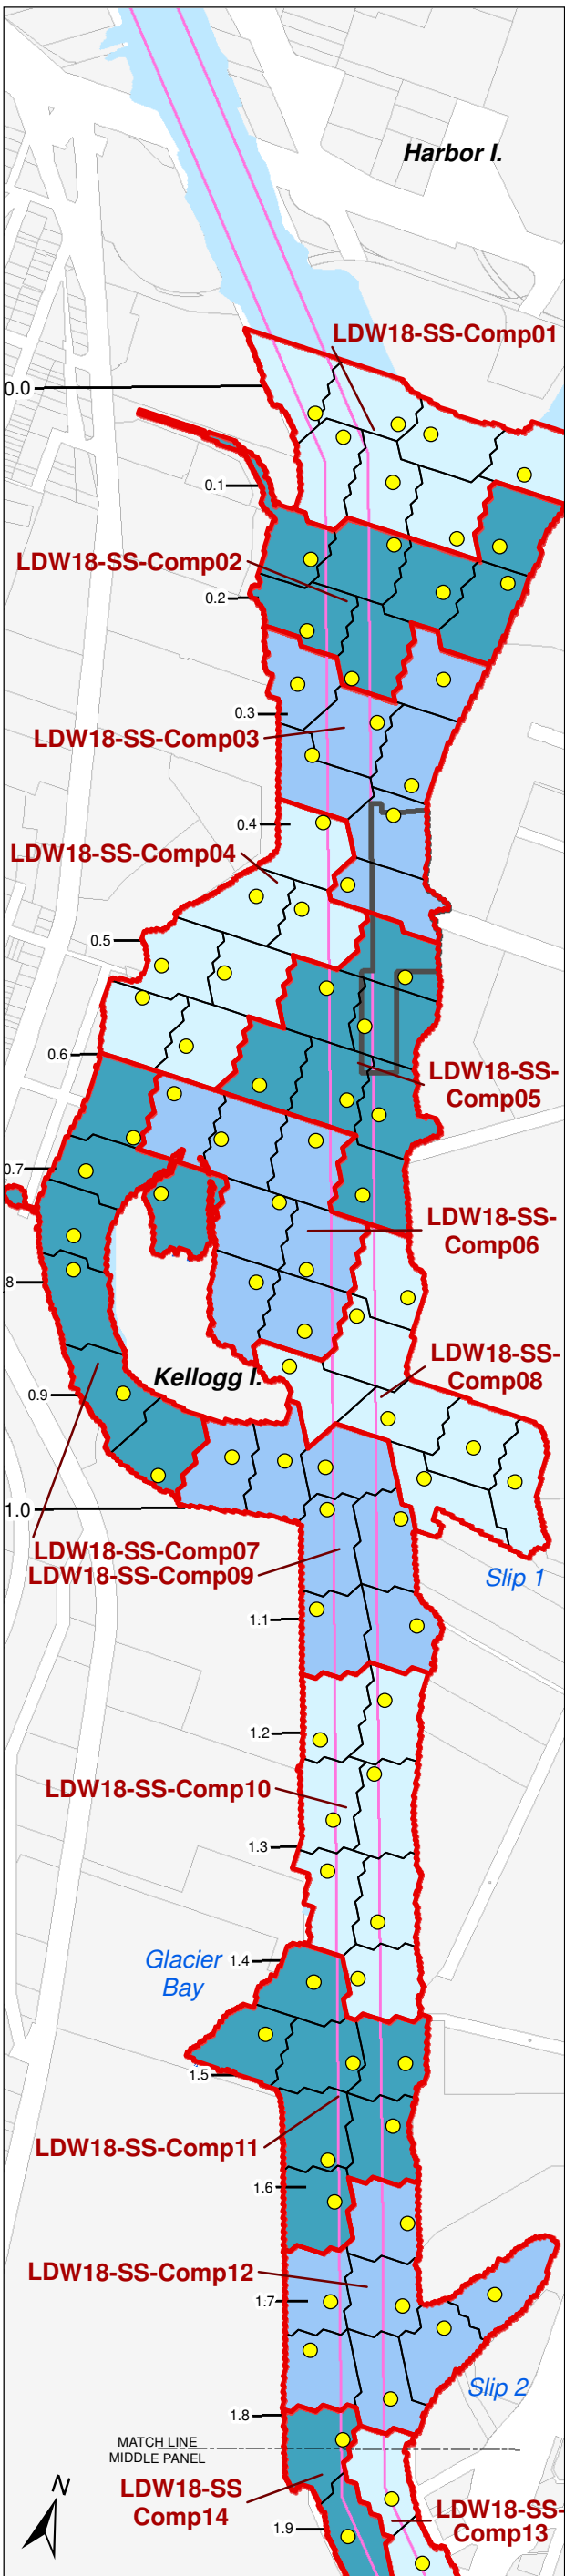 Harbor I.
LDW18-SS-Comp01
0.0
0.1
LDW18-SS-Comp02
0.2
0.3
LDW18-SS-Comp03
0.4
LDW18-SS-Comp04
0.5
0.6
LDW18-SS-
Comp05
0.7
LDW18-SS-
Comp06
8
LDW18-SS-
Comp08
Kellogg I.
0.9
1.0
LDW18-SS-Comp07
LDW18-SS-Comp09
Slip 1
1.1
1.2
LDW18-SS-Comp10
1.3
Glacier
Bay
1.4
1.5
LDW18-SS-Comp11
1.6
LDW18-SS-Comp12
1.7
Slip 2
1.8
MATCH LINE
MIDDLE PANEL
N
LDW18-SS
Comp14
LDW18-SS-
Comp13
1.9